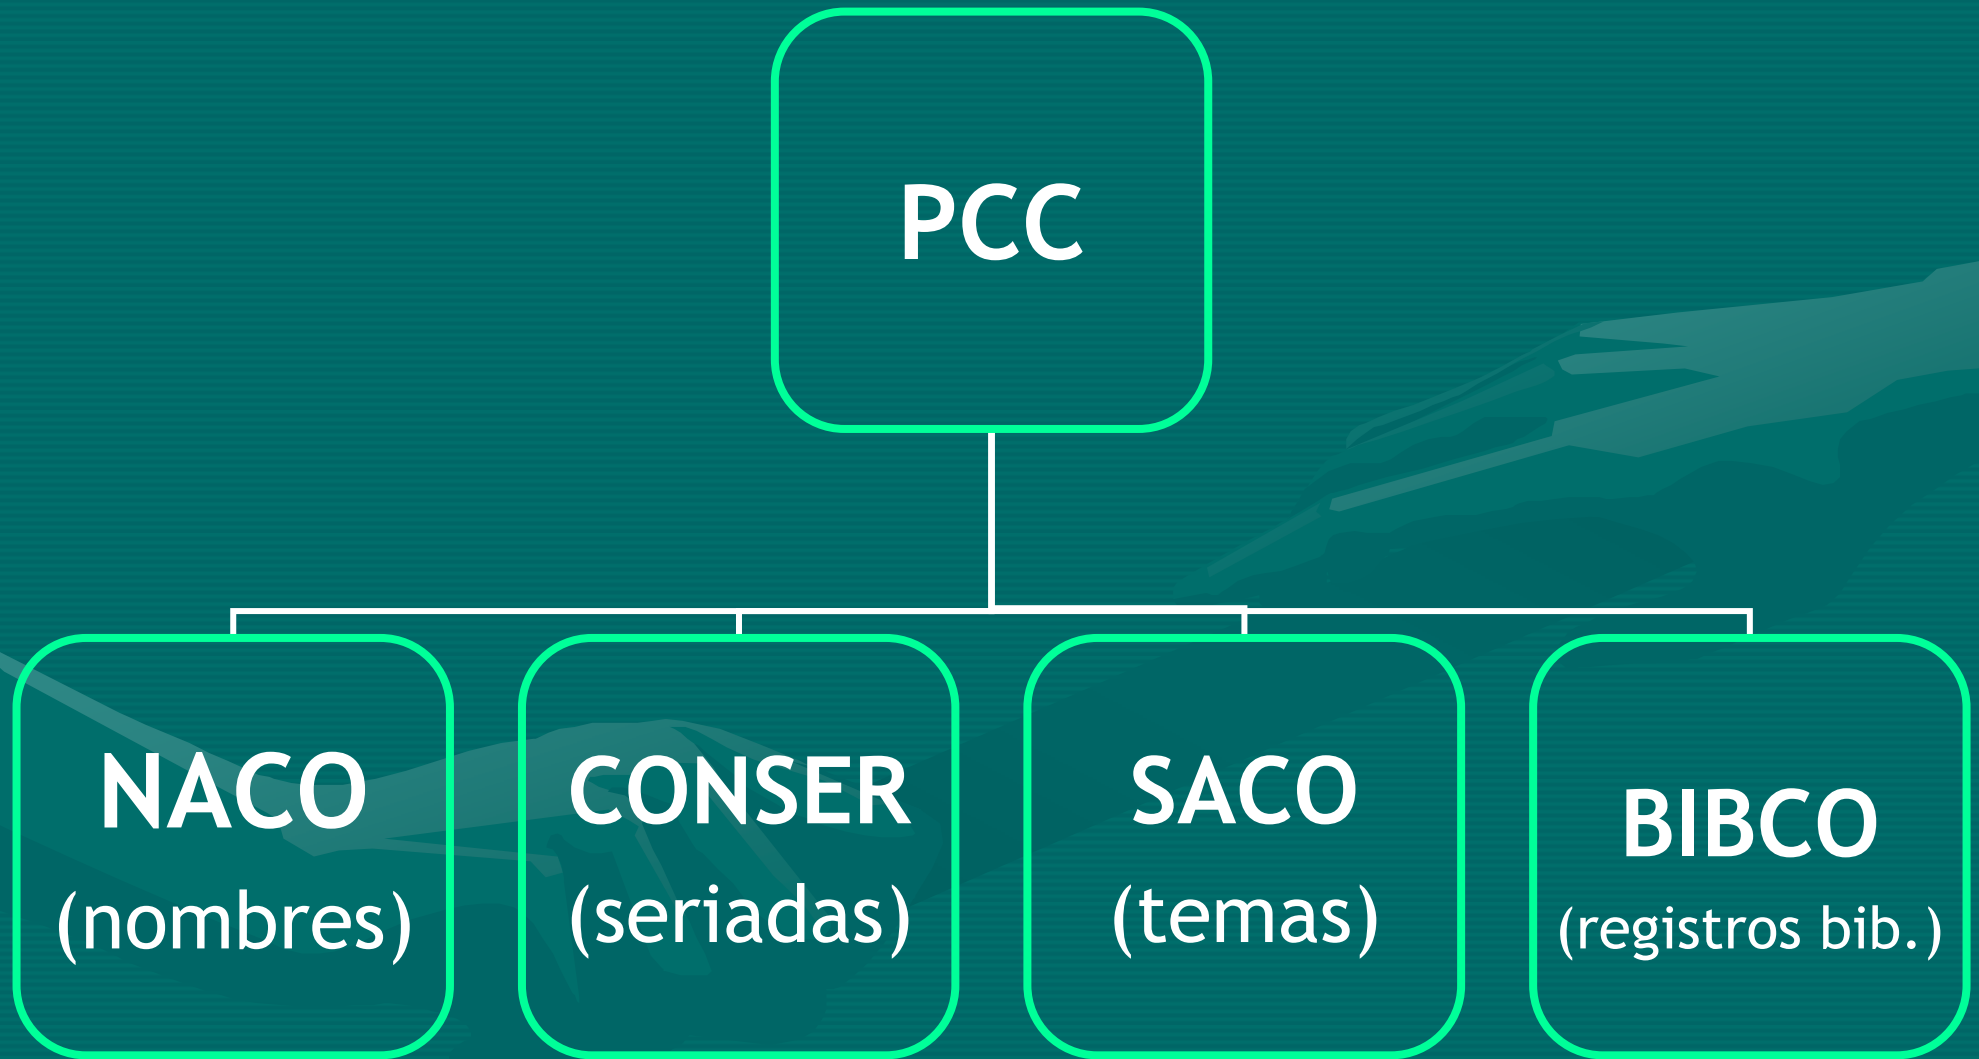 PCC
NACO
(nombres)
CONSER
(seriadas)
SACO
(temas)
BIBCO
(registros bib.)